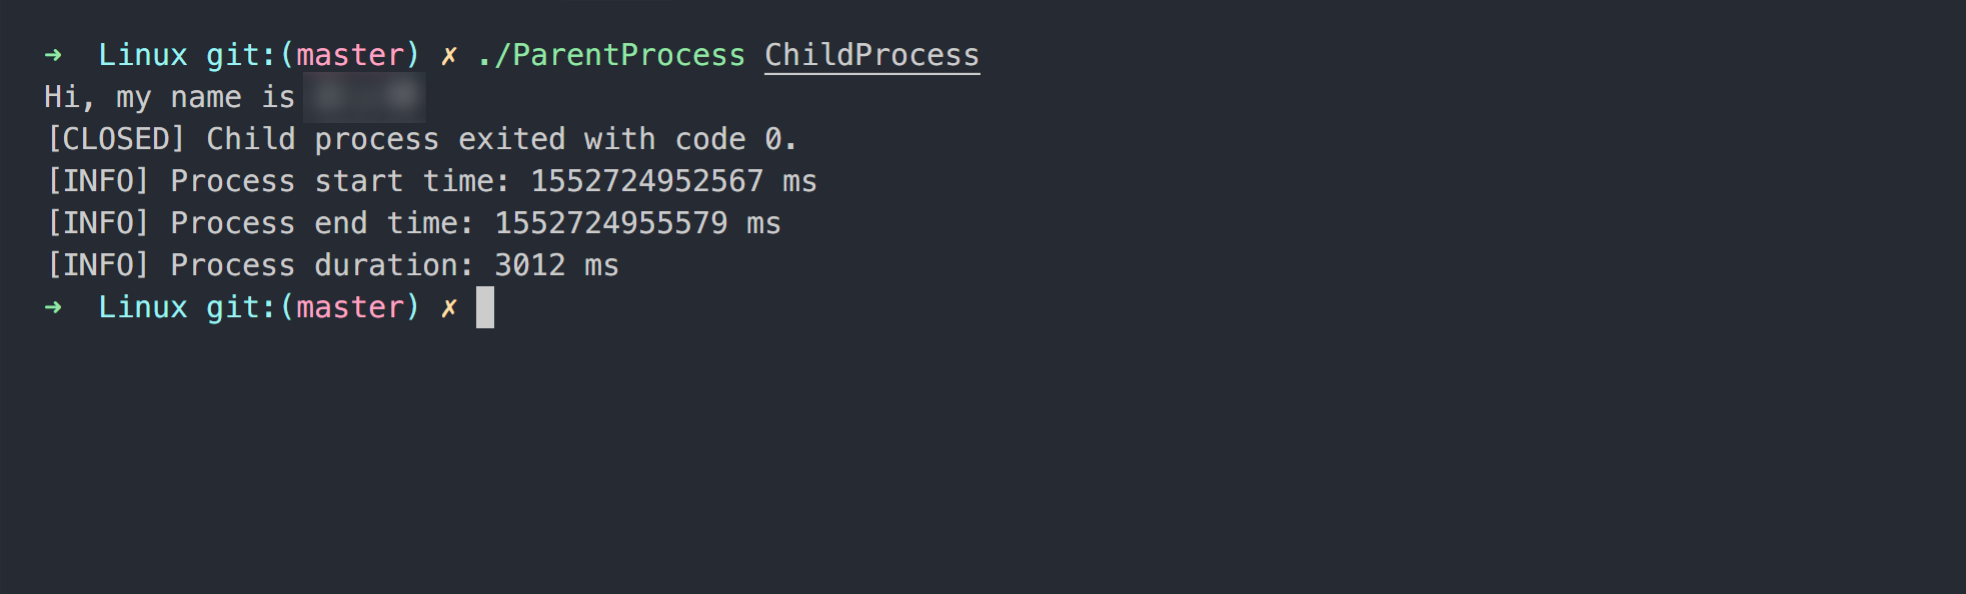 ➜ Linux git:(master) ✗ ./ParentProcess ChildProcess
Hi, my name is
[CLOSED] Child process exited with code 0.
[INFO] Process start time: 1552724952567 ms
[INFO] Process end time: 1552724955579 ms
[INFO] Process duration: 3012 ms
➜ Linux git:(master) ✗